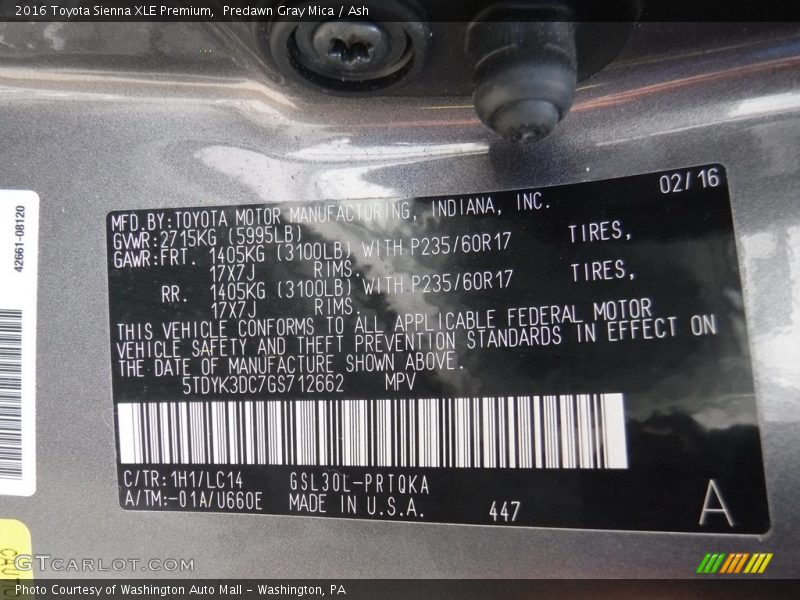 2016 Toyota Sienna XLE Premium,  Predawn Gray Mica / Ash
02/16
MFD.BY:TOYOTA MOTOR MANUFACTURING, INDIANA, INC.
GVWR:2715KG (5995LB)
GAWR:FRT. 1405KG (3100LB) WITH P235/60R17 TIRES,
17X7J RIMS.
RR. 1405KG (3100LB) WITH P235/60R17 TIRES,
17X7J RIMS.
THIS VEHICLE CONFORMS TO ALL APPLICABLE FEDERAL MOTOR
VEHICLE SAFETY AND THEFT PREVENTION STANDARDS IN EFFECT ON
THE DATE OF MANUFACTURE SHOWN ABOVE.
5TDYK3DC7GS712662 MPV
C/TR:1H1/LC14 GSL30L-PRTQKA
A/TM:-01A/U660E MADE IN U.S.A. 447
A
42661-08120
GTCARLOT.COM
Photo Courtesy of Washington Auto Mall - Washington, PA